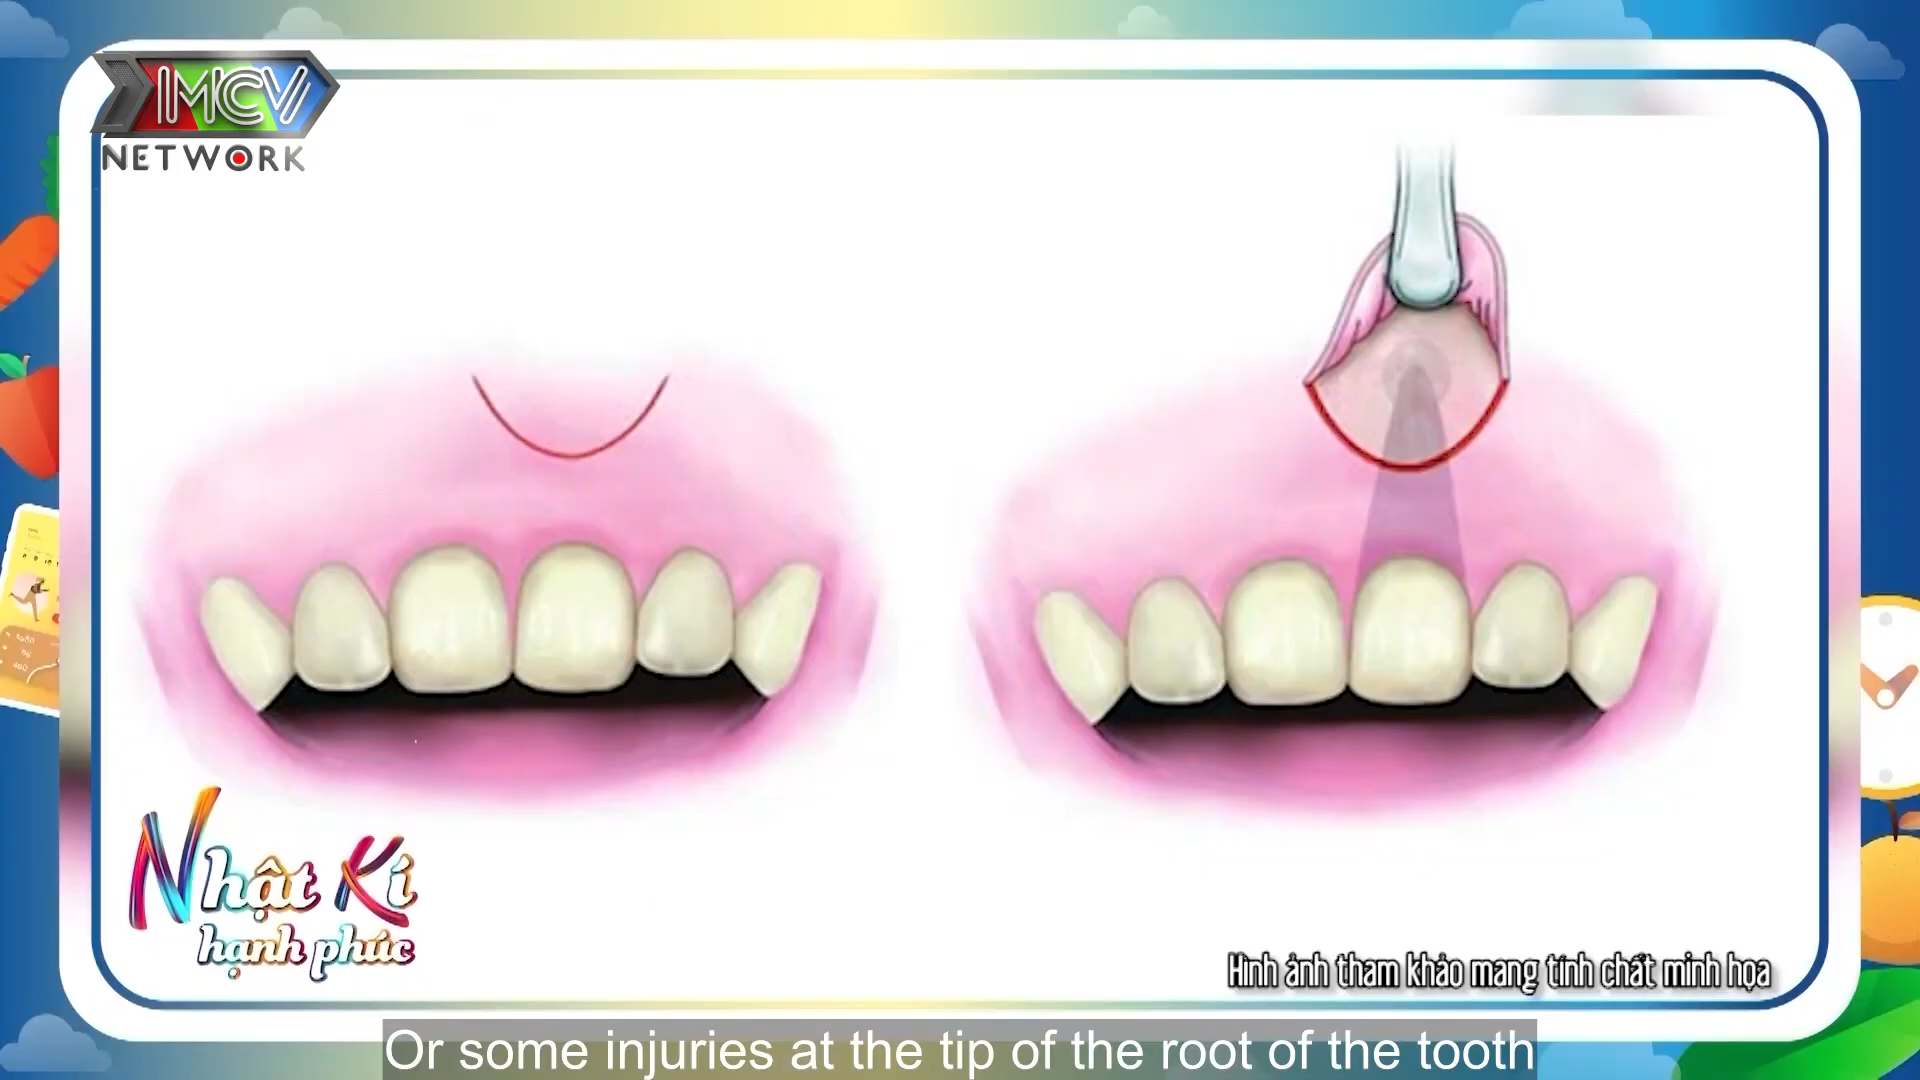 MCV
NETWORK
Nhật Kí
hạnh phúc
Hình ảnh tham khảo mang tính chất minh họa
Or some injuries at the tip of the root of the tooth